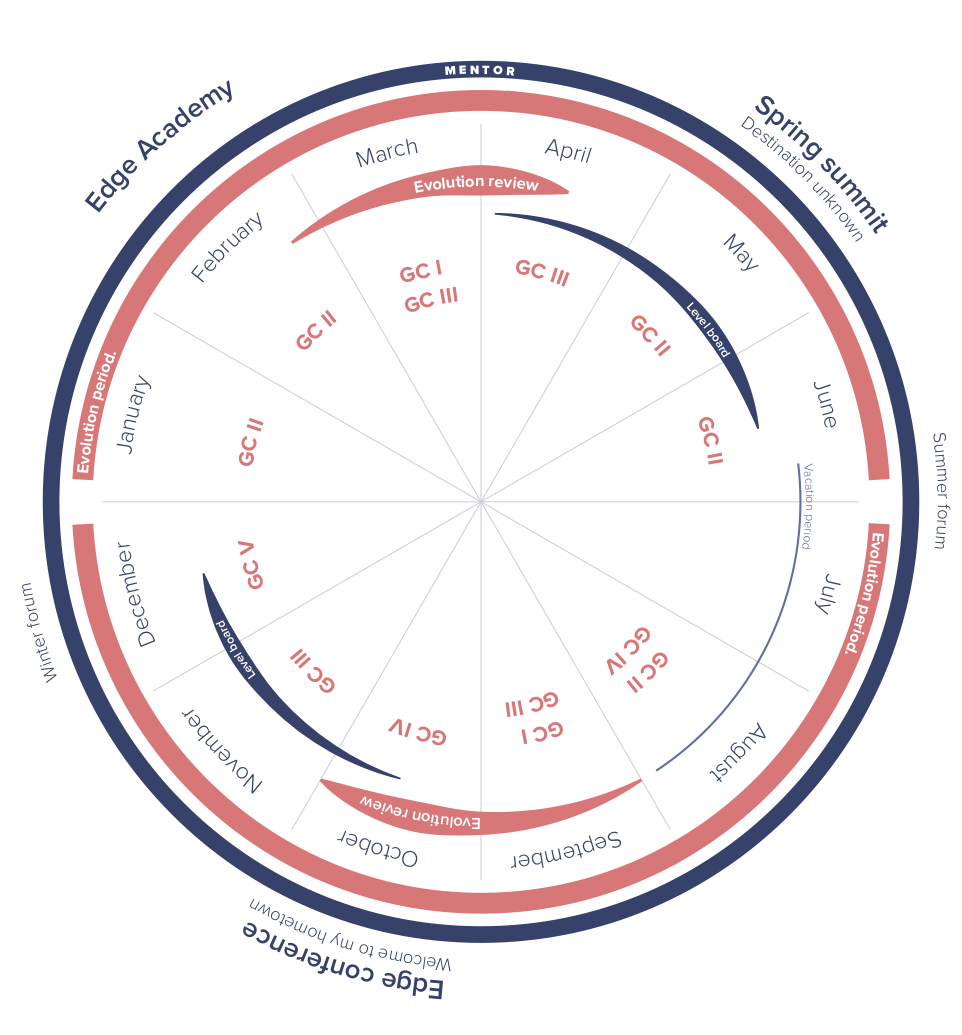 MENTOR
Edge Academy
Spring summit
Destination unknown
Summer forum
Edge conference
Welcome to my hometown
Winter forum
Evolution period.
Evolution period.
January
February
March
April
May
June
July
August
September
October
November
December
Evolution review
Level board
Vacation period
Evolution review
Level board
GC II
GC II
GC I
GC III
GC III
GC II
GC II
GC IV
GC II
GC III
GC I
GC IV
GC III
GC V